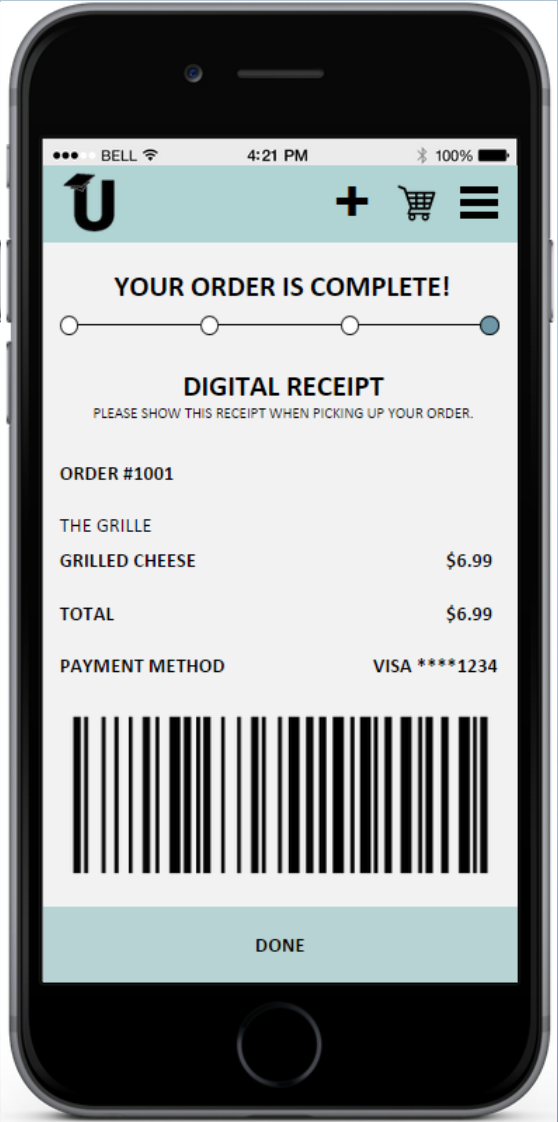 BELL 4:21 PM 100%
U
YOUR ORDER IS COMPLETE!
DIGITAL RECEIPT
PLEASE SHOW THIS RECEIPT WHEN PICKING UP YOUR ORDER.
ORDER #1001
THE GRILLE
GRILLED CHEESE $6.99
TOTAL $6.99
PAYMENT METHOD VISA ****1234
DONE